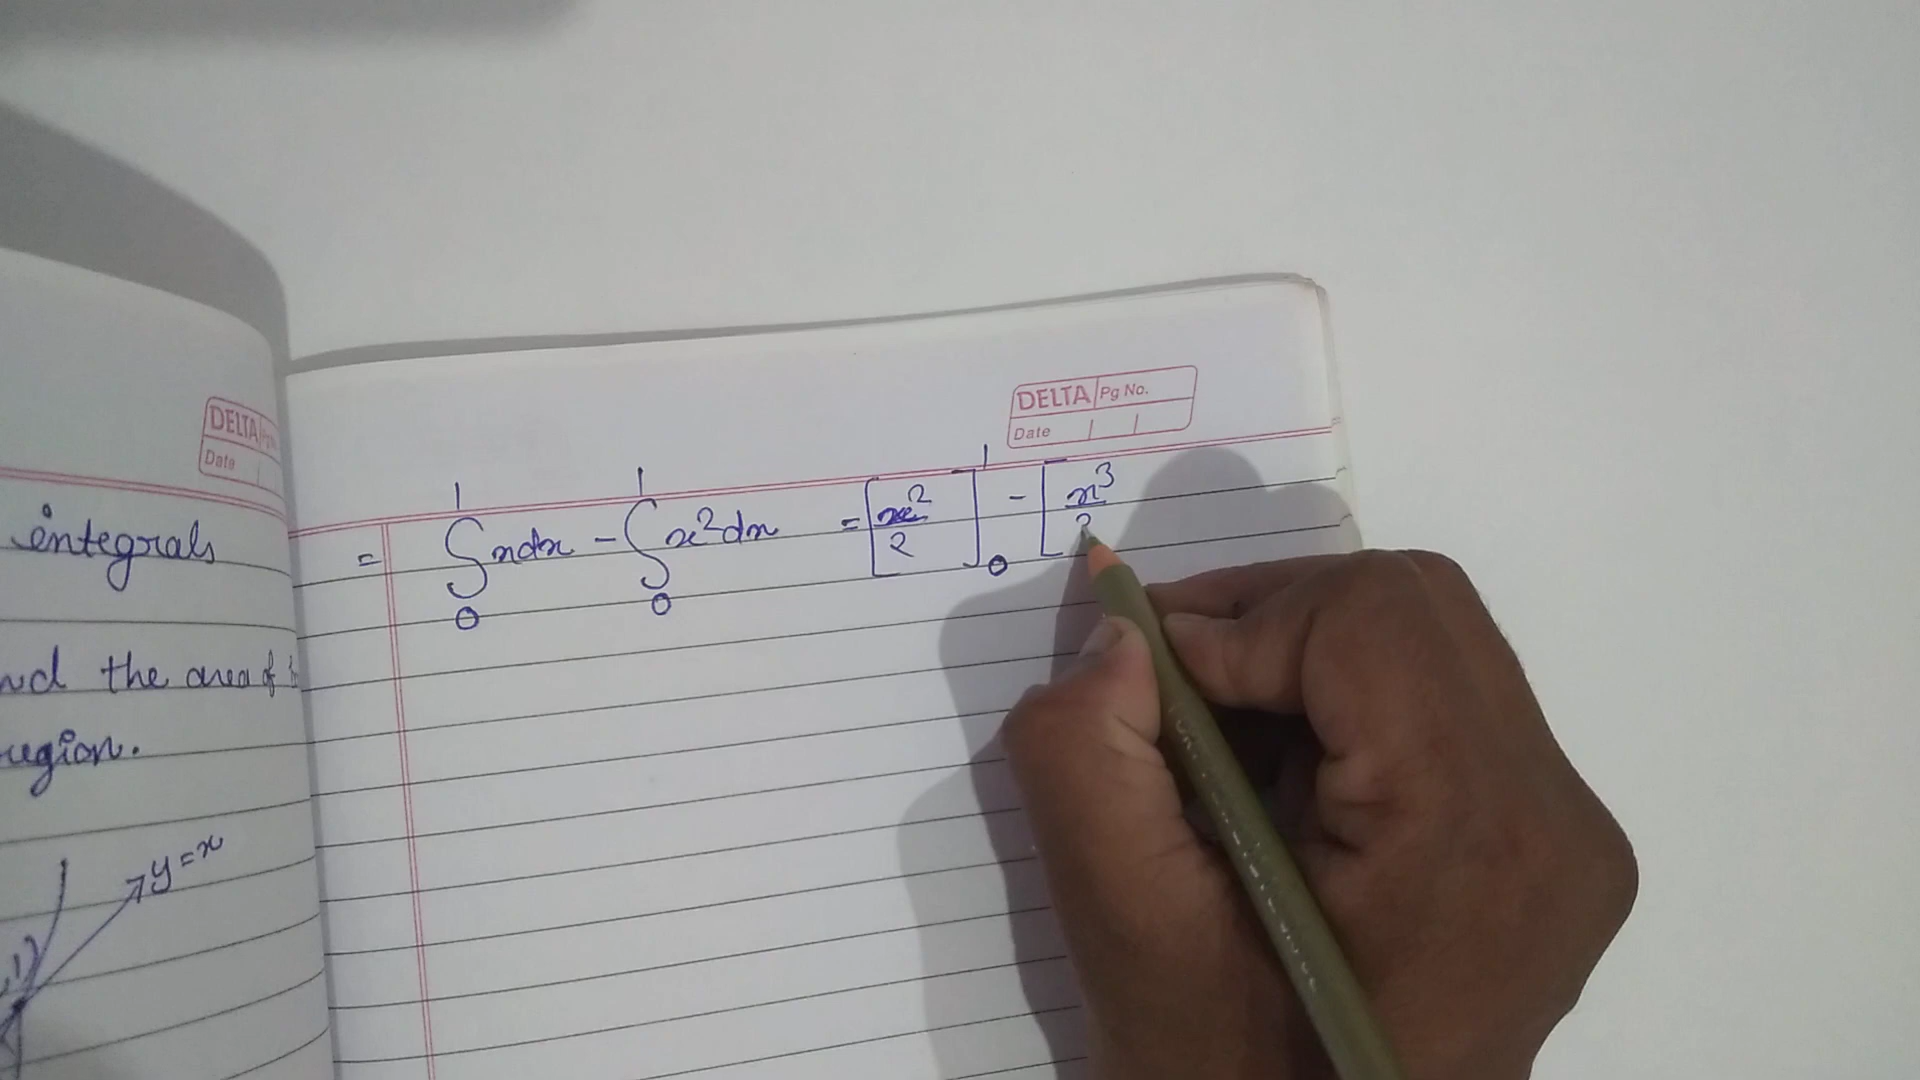 DELTA
Date
integrals
the area of
region.
y=x
DELTA Pg No.
Date
= ∫₀¹ x dx - ∫₀¹ x² dx = [x²/2]₀¹ - [x³/3